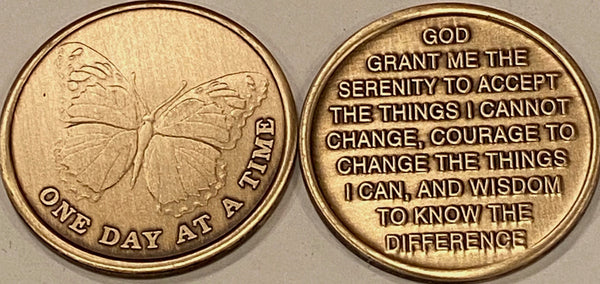 ONE DAY AT A TIME
GOD
GRANT ME THE
SERENITY TO ACCEPT
THE THINGS I CANNOT
CHANGE, COURAGE TO
CHANGE THE THINGS
I CAN, AND WISDOM
TO KNOW THE
DIFFERENCE